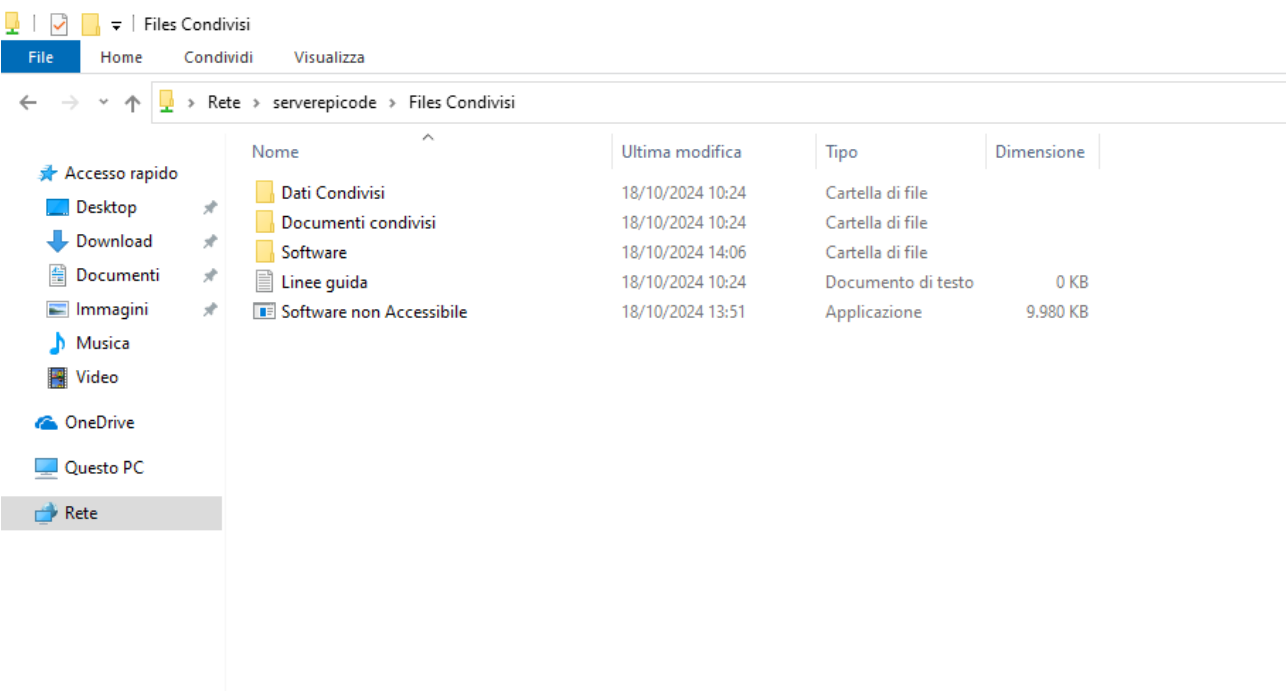 Files Condivisi
File Home Condividi Visualizza
Rete > serverepicode > Files Condivisi
Nome Ultima modifica Tipo Dimensione
Accesso rapido
Desktop
Download
Documenti
Immagini
Musica
Video
OneDrive
Questo PC
Rete
Dati Condivisi 18/10/2024 10:24 Cartella di file
Documenti condivisi 18/10/2024 10:24 Cartella di file
Software 18/10/2024 14:06 Cartella di file
Linee guida 18/10/2024 10:24 Documento di testo 0 KB
Software non Accessibile 18/10/2024 13:51 Applicazione 9.980 KB